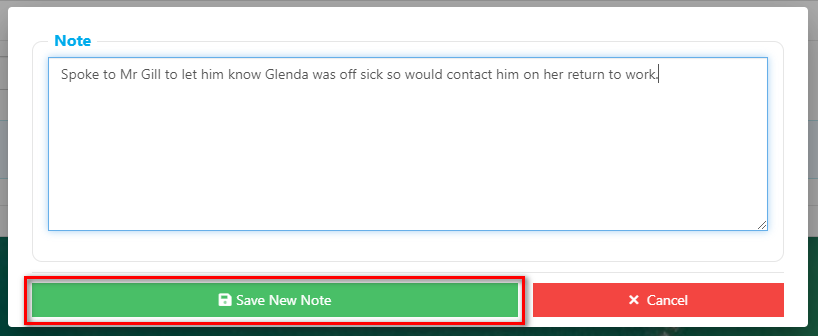 Note
Spoke to Mr Gill to let him know Glenda was off sick so would contact him on her return to work.
Save New Note
Cancel